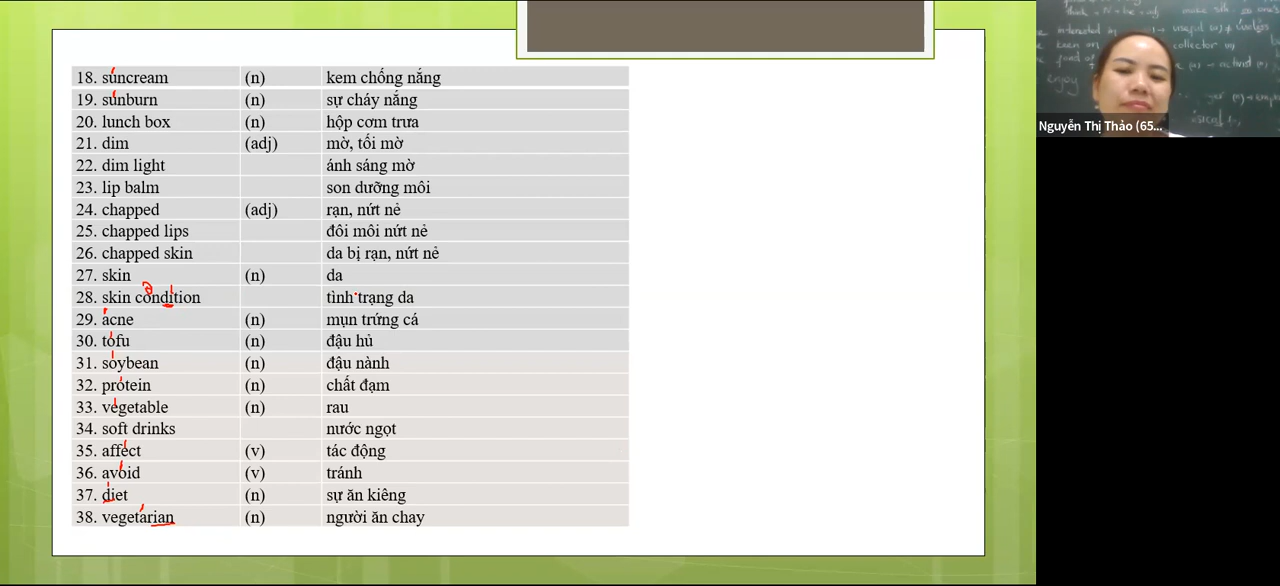 18. suncream (n) kem chống nắng
19. sunburn (n) sự cháy nắng
20. lunch box (n) hộp cơm trưa
21. dim (adj) mờ, tối mờ
22. dim light ánh sáng mờ
23. lip balm son dưỡng môi
24. chapped (adj) rạn, nứt nẻ
25. chapped lips đôi môi nứt nẻ
26. chapped skin da bị rạn, nứt nẻ
27. skin (n) da
28. skin condition tình trạng da
29. acne (n) mụn trứng cá
30. tofu (n) đậu hủ
31. soybean (n) đậu nành
32. protein (n) chất đạm
33. vegetable (n) rau
34. soft drinks nước ngọt
35. affect (v) tác động
36. avoid (v) tránh
37. diet (n) sự ăn kiêng
38. vegetarian (n) người ăn chay
ə
interested
useful
collector
enjoy
Nguyễn Thị Thảo (65...